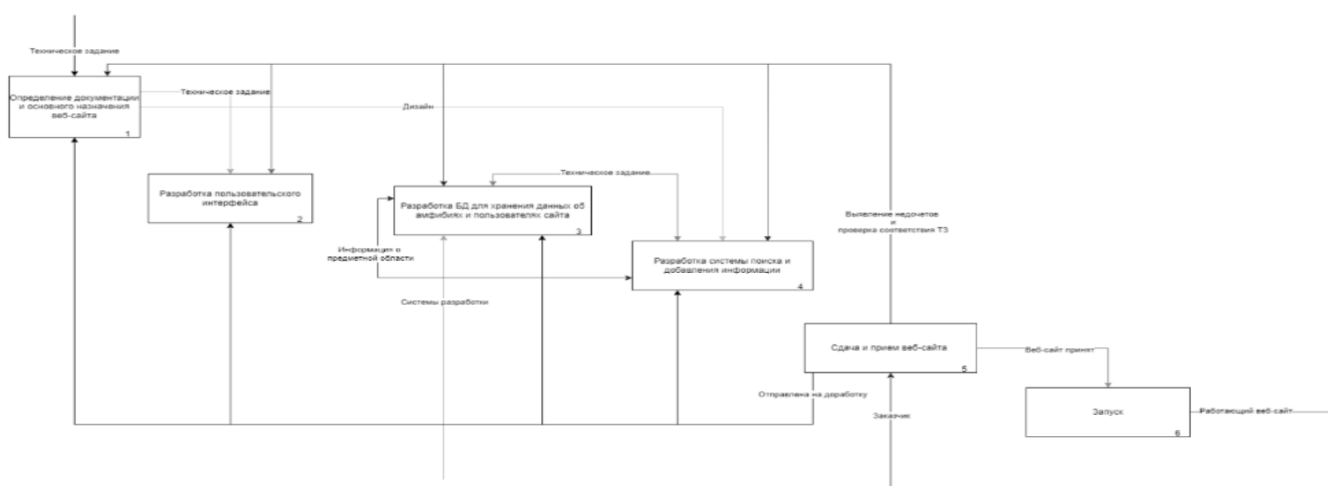 Техническое задание
Определение документации
и основного назначения
веб-сайта
1
Техническое задание
Дизайн
Разработка пользовательского
интерфейса
2
Техническое задание
Разработка БД для хранения данных об
амфибиях и пользователях сайта
3
Информация о
предметной области
Разработка системы поиска и
добавления информации
4
Выявление недочетов
и
проверка соответствия ТЗ
Системы разработки
Сдача и прием веб-сайта
5
Веб-сайт принят
Отправлена на доработку
Заказчик
Запуск
6
Работающий веб-сайт